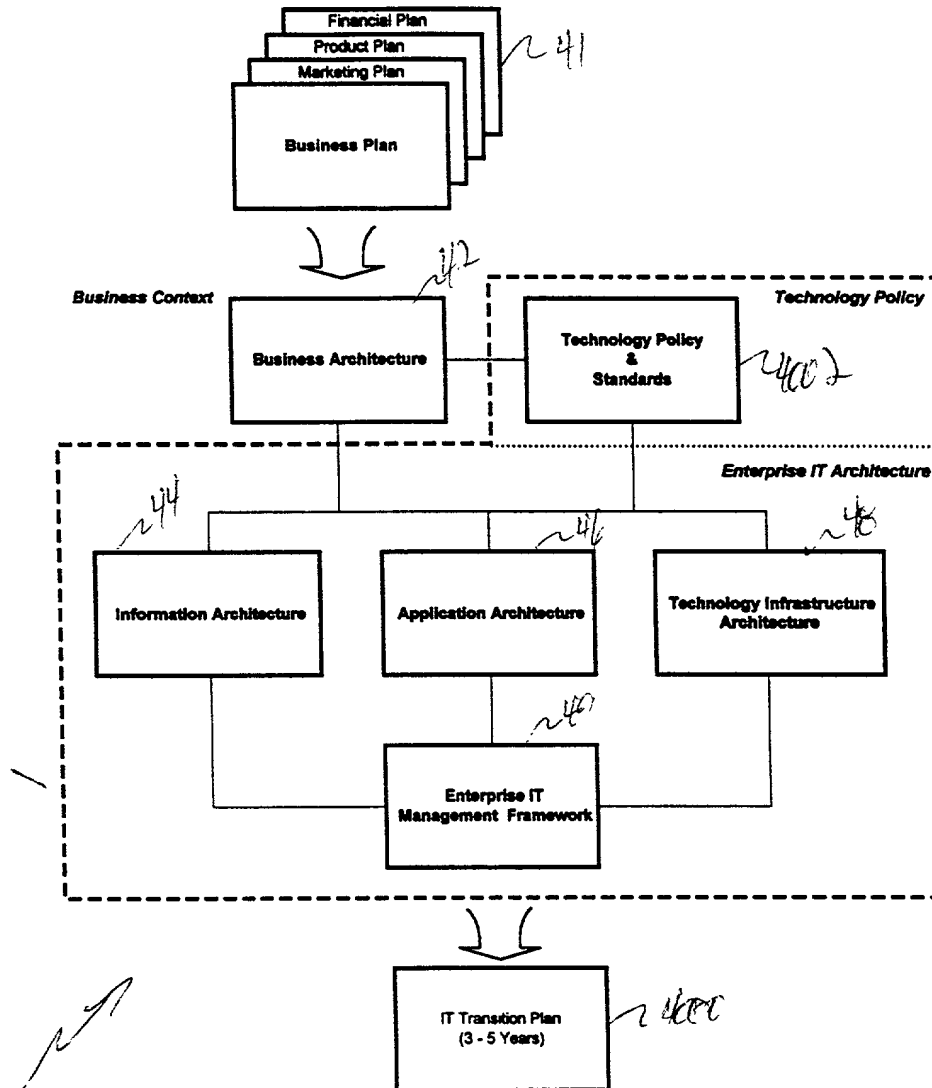 Financial Plan
Product Plan
Marketing Plan
Business Plan
41
42
Business Context
Technology Policy
Business Architecture
Technology Policy
&
Standards
4002
Enterprise IT Architecture
44
46
48
Information Architecture
Application Architecture
Technology Infrastructure
Architecture
Enterprise IT
Management Framework
IT Transition Plan
(3 - 5 Years)